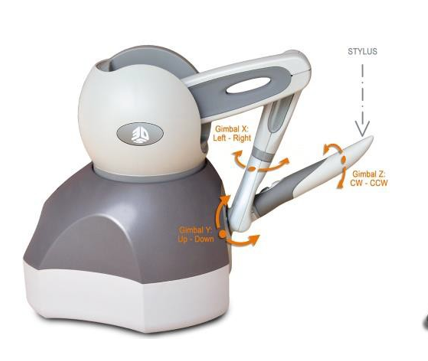 STYLUS
Gimbal X:
Left - Right
Gimbal Z:
CW - CCW
Gimbal Y:
Up - Down
3D